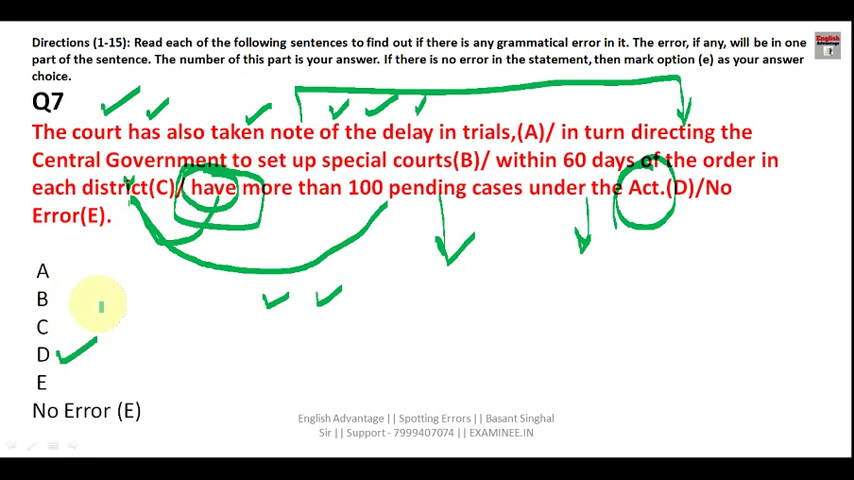 Directions (1-15): Read each of the following sentences to find out if there is any grammatical error in it. The error, if any, will be in one
part of the sentence. The number of this part is your answer. If there is no error in the statement, then mark option (e) as your answer
choice.
English
Advantage
Q7
The court has also taken note of the delay in trials,(A)/ in turn directing the
Central Government to set up special courts(B)/ within 60 days of the order in
each district(C)/ have more than 100 pending cases under the Act.(D)/No
Error(E).
A
B
C
D
E
No Error (E)
English Advantage || Spotting Errors || Basant Singhal
Sir || Support - 7999407074 || EXAMINEE.IN